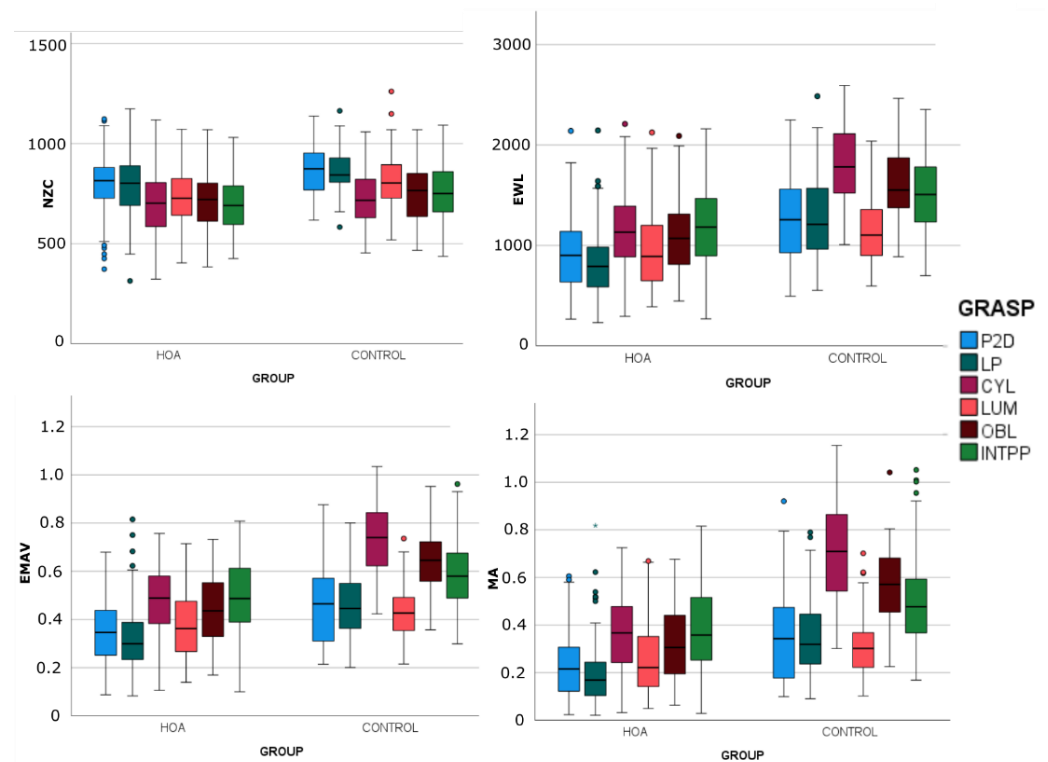 1500
1000
500
0
NZC
HOA CONTROL
GROUP
3000
2000
1000
0
EWL
HOA CONTROL
GROUP
GRASP
P2D
LP
CYL
LUM
OBL
INTPP
1.2
1.0
0.8
0.6
0.4
0.2
0
EMAV
HOA CONTROL
GROUP
1.2
1.0
0.8
0.6
0.4
0.2
0
MA
HOA CONTROL
GROUP